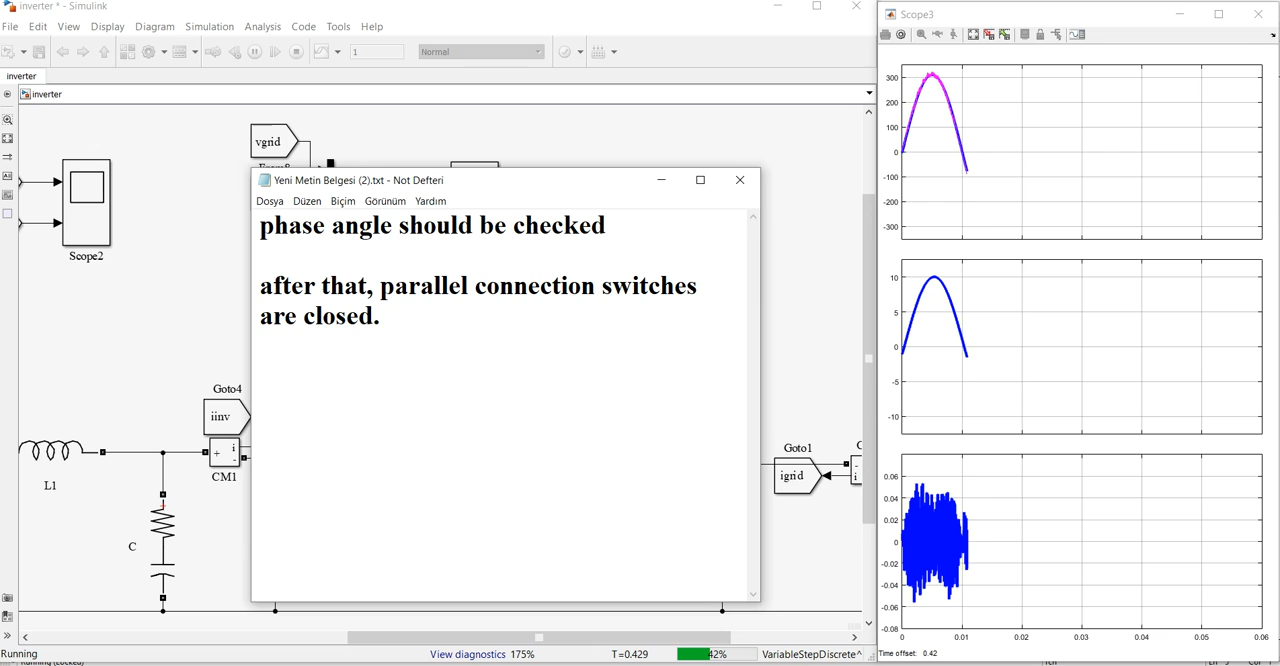 inverter * - Simulink
File Edit View Display Diagram Simulation Analysis Code Tools Help
1
Normal
inverter
inverter
vgrid
Scope2
Goto4
iinv
+
i
-
CM1
L1
C
Goto1
igrid
-
i
Yeni Metin Belgesi (2).txt - Not Defteri
Dosya Düzen Biçim Görünüm Yardım
phase angle should be checked
after that, parallel connection switches
are closed.
Running
View diagnostics 175%
T=0.429
42%
VariableStepDiscrete
Scope3
300
200
100
0
-100
-200
-300
10
5
0
-5
-10
0.06
0.04
0.02
0
-0.02
-0.04
-0.06
-0.08
0 0.01 0.02 0.03 0.04 0.05 0.06
Time offset: 0.42